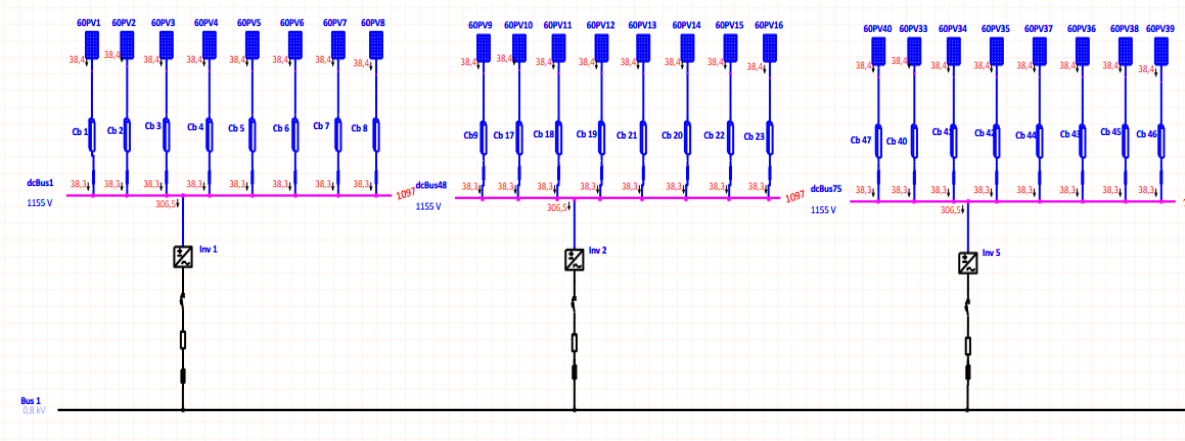 60PV1 60PV2 60PV3 60PV4 60PV5 60PV6 60PV7 60PV8
60PV9 60PV10 60PV11 60PV12 60PV13 60PV14 60PV15 60PV16
60PV40 60PV33 60PV34 60PV35 60PV37 60PV36 60PV38 60PV39
38,4 38,4 38,4 38,4 38,4 38,4 38,4 38,4
38,4 38,4 38,4 38,4 38,4 38,4 38,4 38,4
38,4 38,4 38,4 38,4 38,4 38,4 38,4 38,4
Cb 1 Cb 2 Cb 3 Cb 4 Cb 5 Cb 6 Cb 7 Cb 8
Cb9 Cb 17 Cb 18 Cb 19 Cb 21 Cb 20 Cb 22 Cb 23
Cb 47 Cb 40 Cb 42 Cb 44 Cb 43 Cb 45 Cb 46
38,3 38,3 38,3 38,3 38,3 38,3 38,3 38,3
38,3 38,3 38,3 38,3 38,3 38,3 38,3 38,3
38,3 38,3 38,3 38,3 38,3 38,3 38,3 38,3
dcBus1 1097 dcBus48 1097 dcBus75
1155 V 1155 V 1155 V
306,5 306,5 306,5
Inv 1 Inv 2 Inv 5
Bus 1
0,8 kV